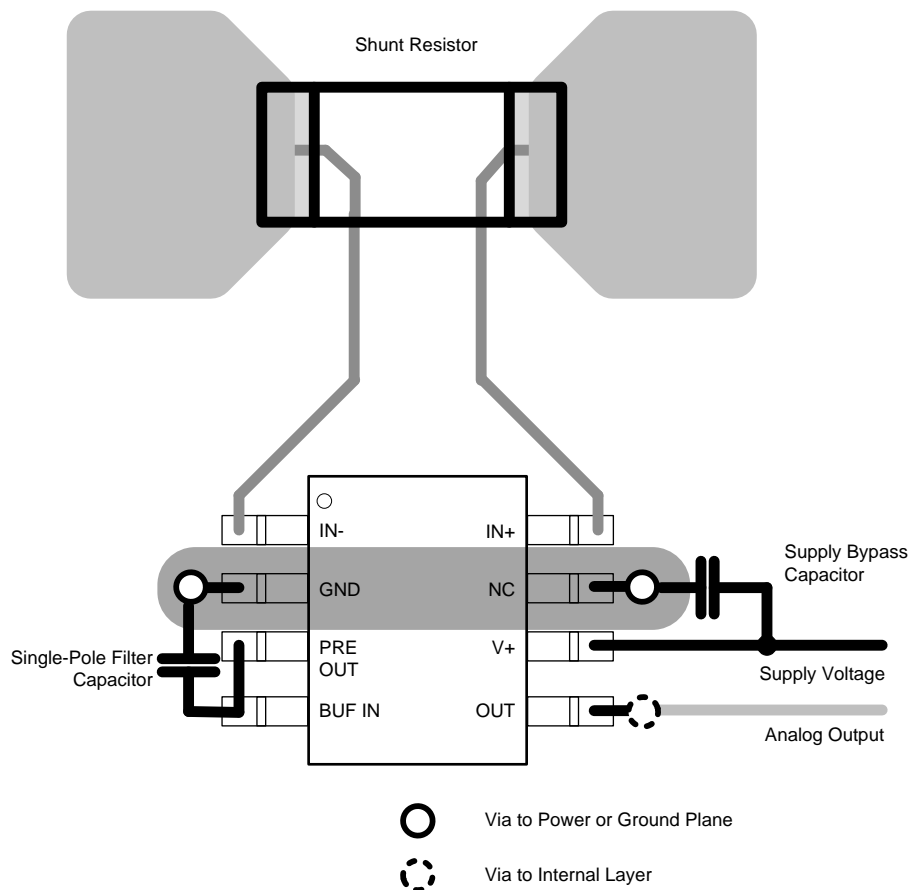 Shunt Resistor
IN-
IN+
Supply Bypass
Capacitor
GND
NC
Single-Pole Filter
Capacitor
PRE
OUT
V+
Supply Voltage
BUF IN
OUT
Analog Output
Via to Power or Ground Plane
Via to Internal Layer